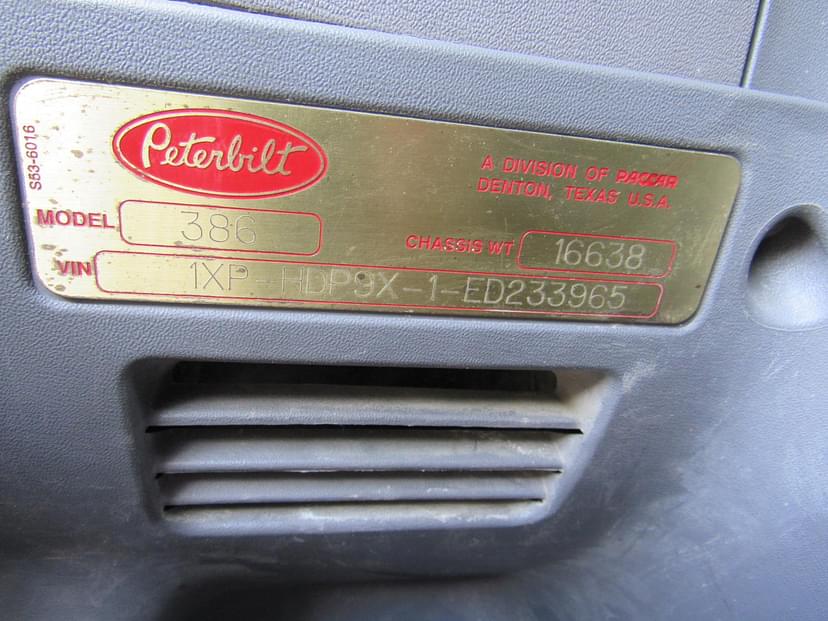 S53-6016
Peterbilt
A DIVISION OF PACCAR
DENTON, TEXAS U.S.A.
MODEL 386
CHASSIS WT 16638
VIN 1XP-HDP9X-1-ED233965